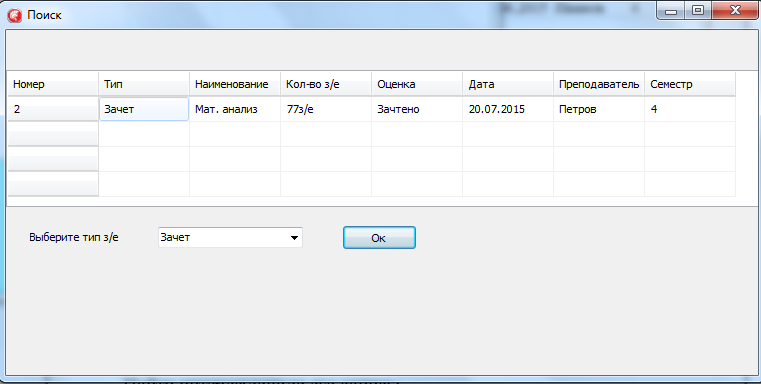 Поиск
Номер Тип Наименование Кол-во з/е Оценка Дата Преподаватель Семестр
2 Зачет Мат. анализ 77з/е Зачтено 20.07.2015 Петров 4
Выберите тип з/е Зачет Ок